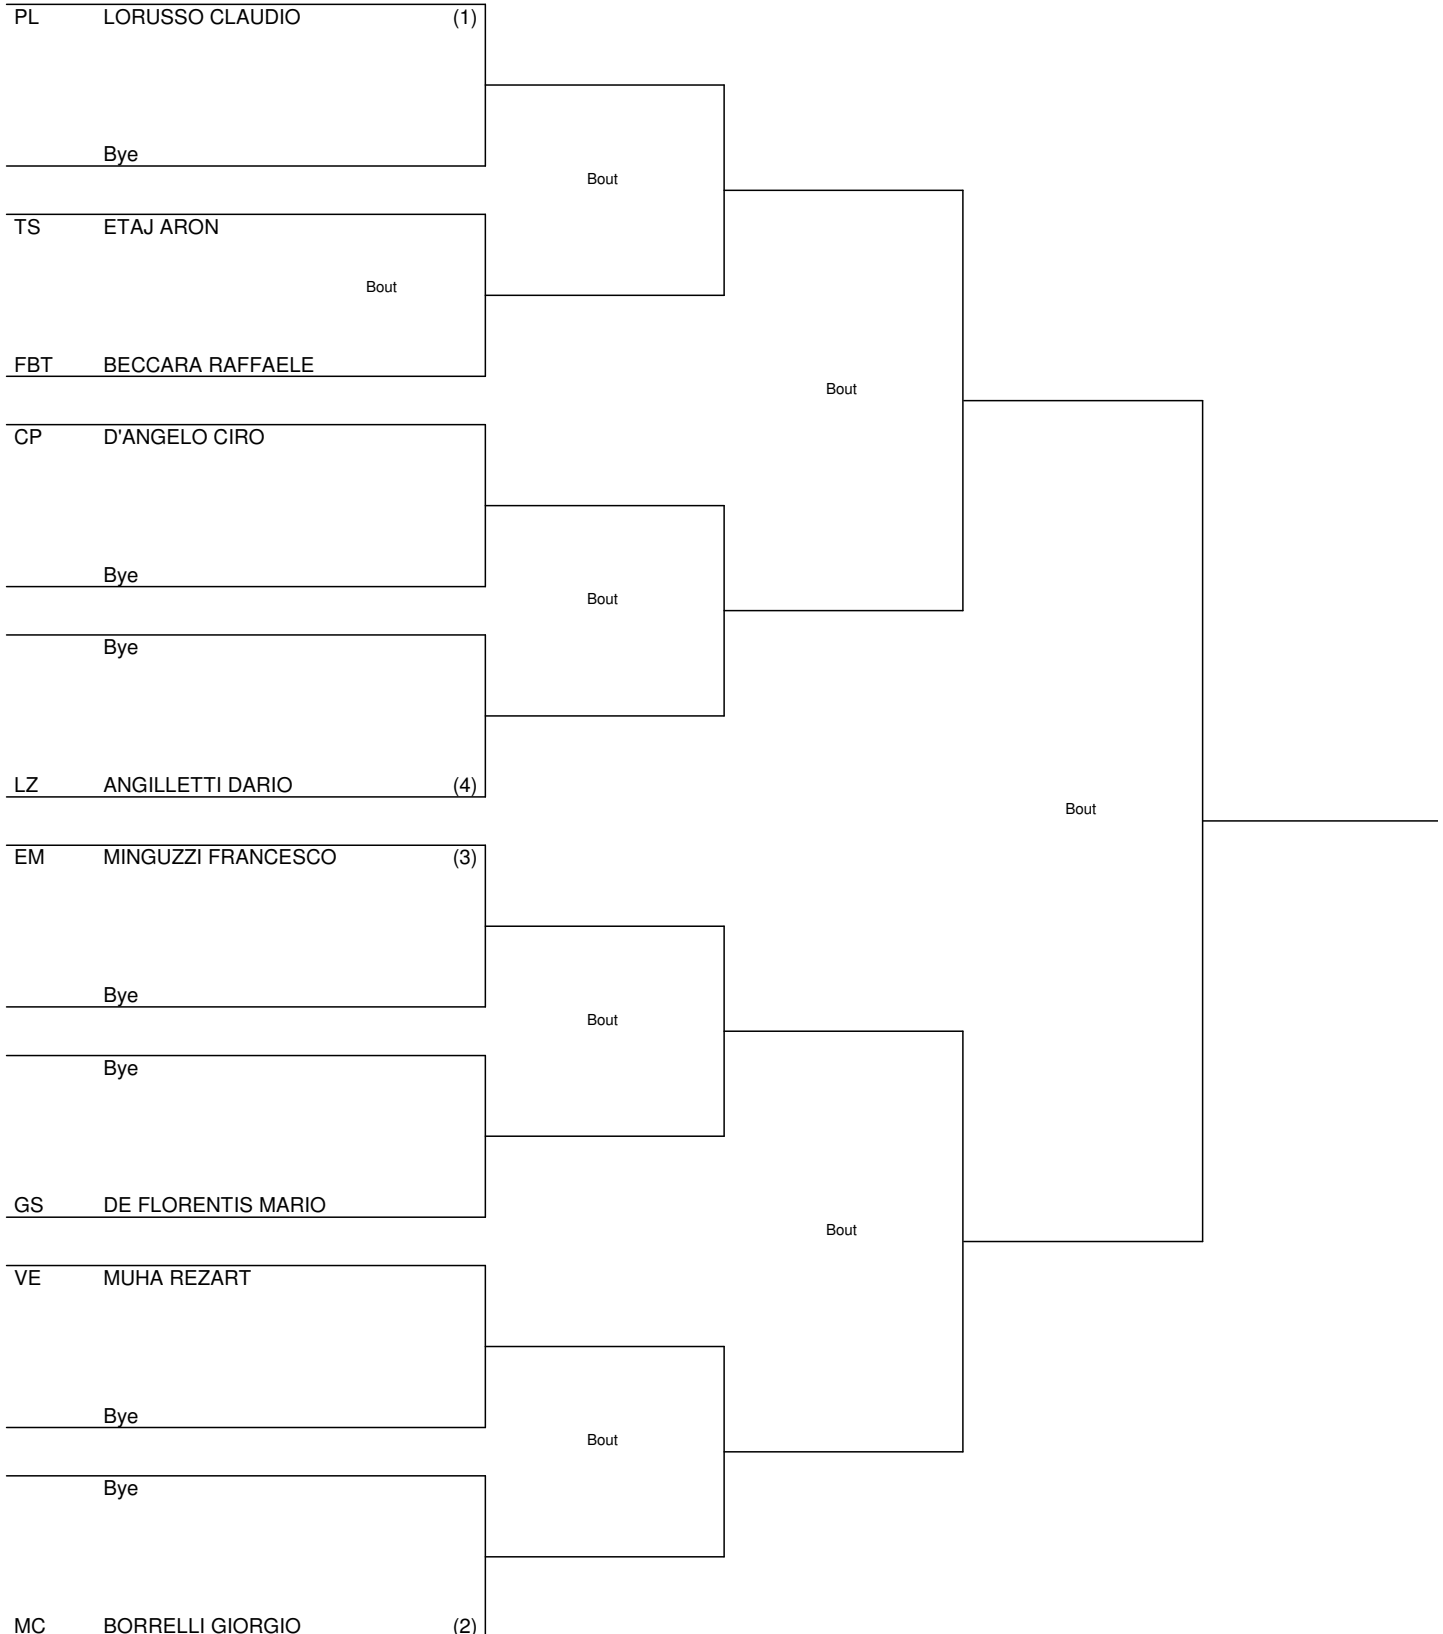 PL LORUSSO CLAUDIO (1)
Bye
Bout
TS ETAJ ARON
Bout
FBT BECCARA RAFFAELE
Bout
CP D'ANGELO CIRO
Bye
Bout
Bye
LZ ANGILLETTI DARIO (4)
Bout
EM MINGUZZI FRANCESCO (3)
Bye
Bout
Bye
GS DE FLORENTIS MARIO
Bout
VE MUHA REZART
Bye
Bout
Bye
MC BORRELLI GIORGIO (2)